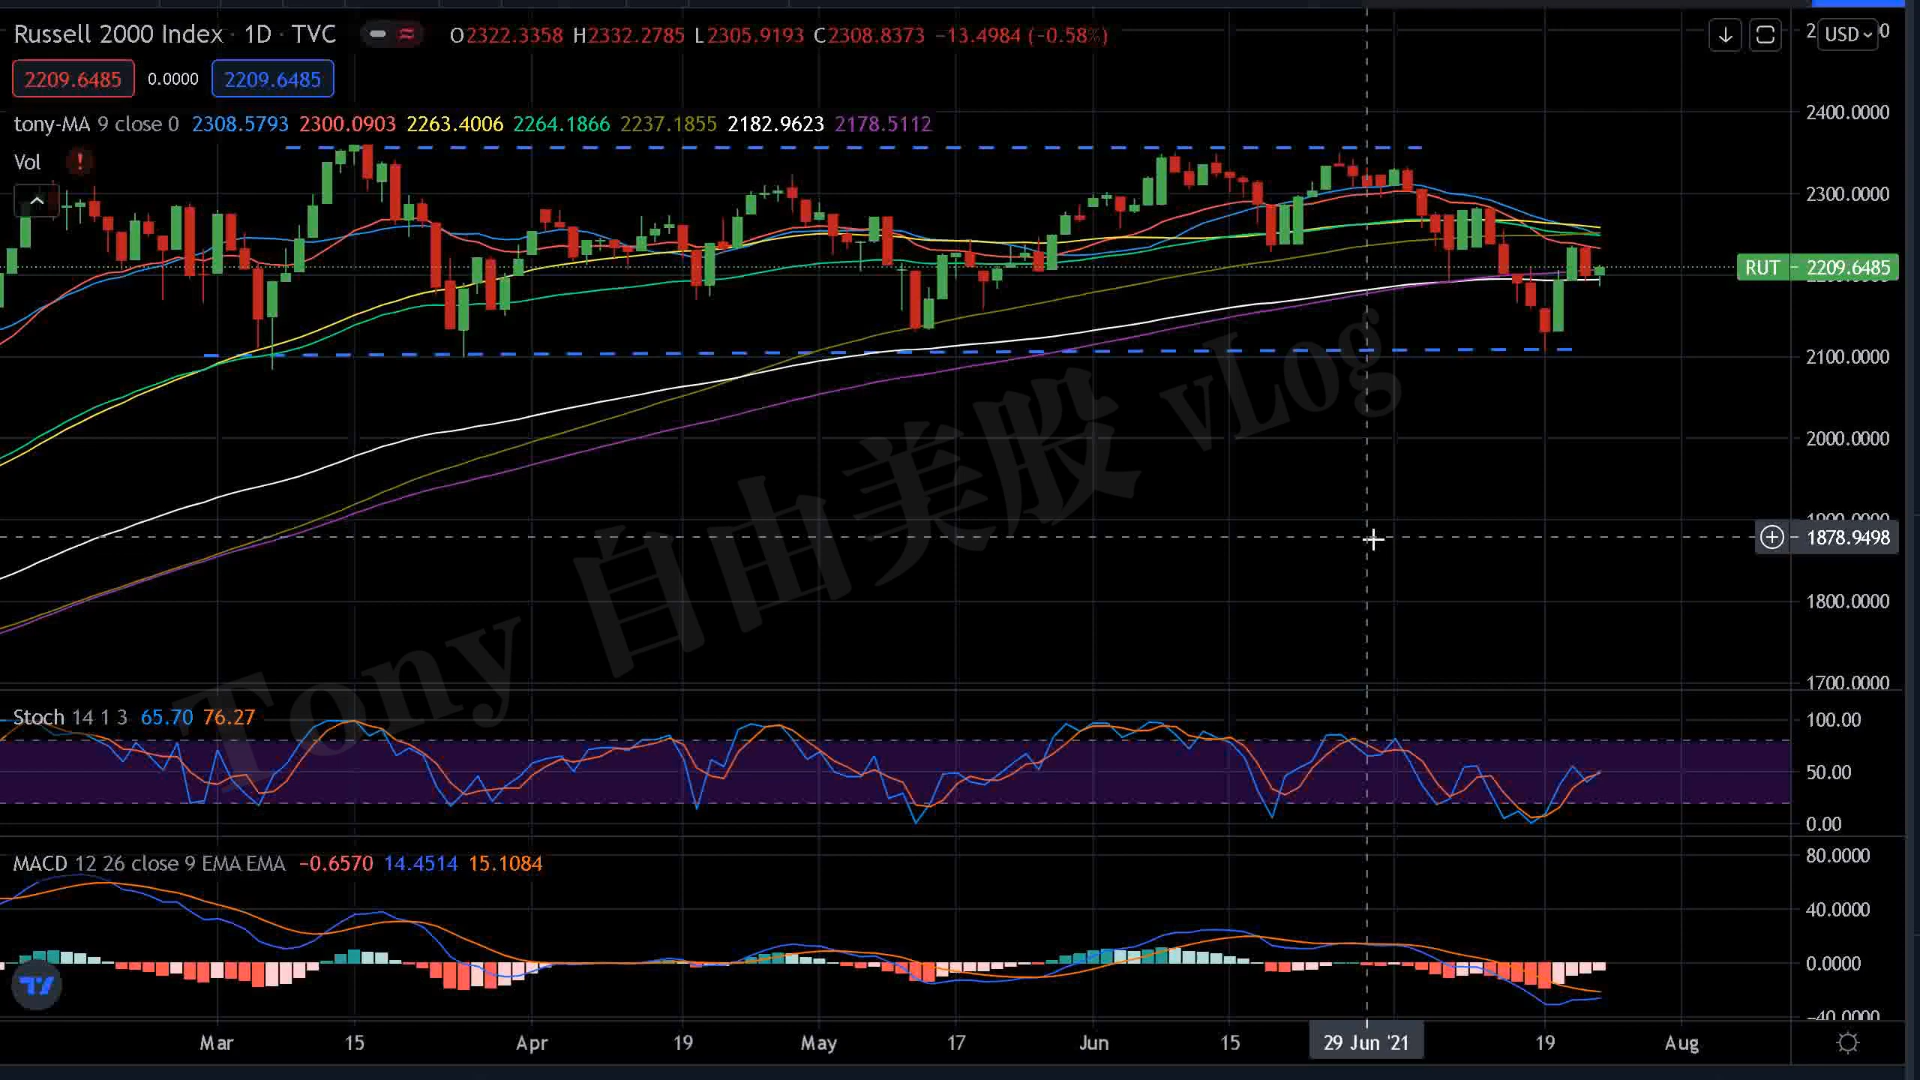 Russell 2000 Index · 1D · TVC O2322.3358 H2332.2785 L2305.9193 C2308.8373 −13.4984 (−0.58%)
USD
2209.6485 0.0000 2209.6485
tony-MA 9 close 0 2308.5793 2300.0903 2263.4006 2264.1866 2237.1855 2182.9623 2178.5112
Vol !
2400.0000
2300.0000
RUT 2209.6485
2100.0000
2000.0000
1900.0000
1878.9498
1800.0000
1700.0000
Tony 自由美股 vLog
Stoch 14 1 3 65.70 76.27
100.00
50.00
0.00
MACD 12 26 close 9 EMA EMA −0.6570 14.4514 15.1084
80.0000
40.0000
0.0000
−40.0000
Mar 15 Apr 19 May 17 Jun 15 29 Jun '21 19 Aug